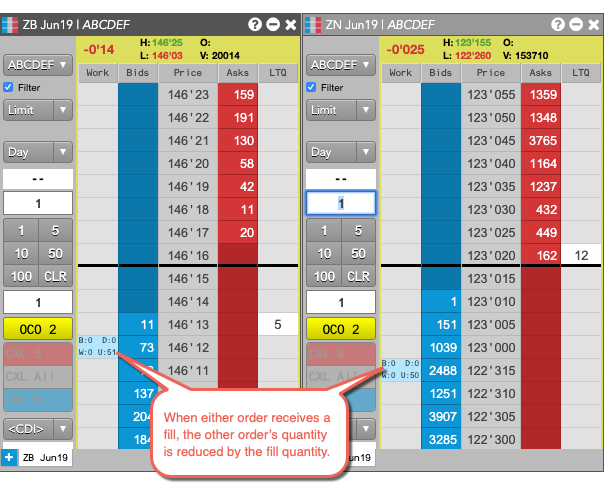 ZB Jun19 | ABCDEF
-0'14
H: 146'25 O:
L: 146'03 V: 20014
ABCDEF
Filter
Limit
Day
--
1
1 5
10 50
100 CLR
1
OCO 2
CXL S
CXL All
<CDI>
ZB Jun19
Work Bids Price Asks LTQ
146'23 159
146'22 191
146'21 130
146'20 58
146'19 42
146'18 11
146'17 20
146'16
146'15
146'14
11 146'13 5
B:0 D:0
W:0 U:51
73 146'12
146'11
137
204
184
ZN Jun19 | ABCDEF
-0'025
H: 123'155 O:
L: 122'260 V: 153710
ABCDEF
Filter
Limit
Day
--
1
1 5
10 50
100 CLR
1
OCO 2
CXL S
CXL All
Jun19
Work Bids Price Asks LTQ
123'055 1359
123'050 1348
123'045 3765
123'040 1164
123'035 1237
123'030 432
123'025 449
123'020 162 12
123'015
1 123'010
151 123'005
1039 123'000
B:0 D:0
W:0 U:50
2488 122'315
1251 122'310
3907 122'305
3285 122'300
When either order receives a
fill, the other order's quantity
is reduced by the fill quantity.